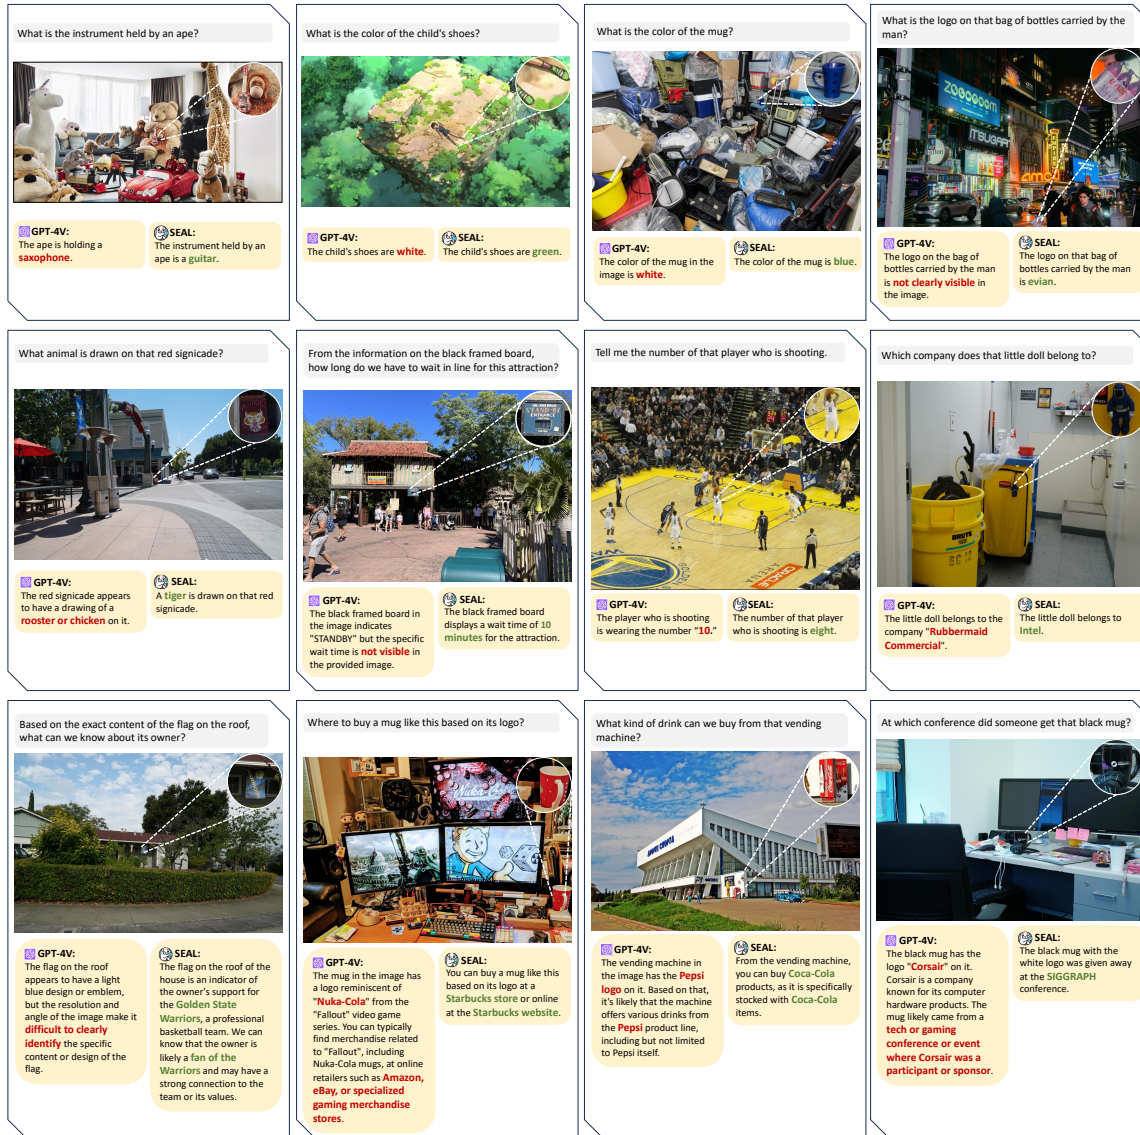 What is the instrument held by an ape?
GPT-4V:
The ape is holding a
saxophone.
SEAL:
The instrument held by an
ape is a guitar.
What is the color of the child's shoes?
GPT-4V:
The child's shoes are white.
SEAL:
The child's shoes are green.
What is the color of the mug?
GPT-4V:
The color of the mug in the
image is white.
SEAL:
The color of the mug is blue.
What is the logo on that bag of bottles carried by the
man?
ZOOOOOOM
IT'SUGAR
amc
GPT-4V:
The logo on the bag of
bottles carried by the man
is not clearly visible in
the image.
SEAL:
The logo on that bag of
bottles carried by the man
is evian.
What animal is drawn on that red signicade?
GPT-4V:
The red signicade appears
to have a drawing of a
rooster or chicken on it.
SEAL:
A tiger is drawn on that red
signicade.
From the information on the black framed board,
how long do we have to wait in line for this attraction?
STAND-BY
ENTRANCE
GPT-4V:
The black framed board in
the image indicates
"STANDBY" but the specific
wait time is not visible in
the provided image.
SEAL:
The black framed board
displays a wait time of 10
minutes for the attraction.
Tell me the number of that player who is shooting.
ORACLE
ARENA
GPT-4V:
The player who is shooting
is wearing the number "10."
SEAL:
The number of that player
who is shooting is eight.
Which company does that little doll belong to?
BRUTE
GPT-4V:
The little doll belongs to the
company "Rubbermaid
Commercial".
SEAL:
The little doll belongs to
Intel.
Based on the exact content of the flag on the roof,
what can we know about its owner?
GPT-4V:
The flag on the roof
appears to have a light
blue design or emblem,
but the resolution and
angle of the image make it
difficult to clearly
identify the specific
content or design of the
flag.
SEAL:
The flag on the roof of the
house is an indicator of
the owner's support for
the Golden State
Warriors, a professional
basketball team. We can
know that the owner is
likely a fan of the
Warriors and may have a
strong connection to the
team or its values.
Where to buy a mug like this based on its logo?
Nuka-Cola
GPT-4V:
The mug in the image has
a logo reminiscent of
"Nuka-Cola" from the
"Fallout" video game
series. You can typically
find merchandise related
to "Fallout", including
Nuka-Cola mugs, at online
retailers such as Amazon,
eBay, or specialized
gaming merchandise
stores.
SEAL:
You can buy a mug like this
based on its logo at a
Starbucks store or online
at the Starbucks website.
What kind of drink can we buy from that vending
machine?
GPT-4V:
The vending machine in
the image has the Pepsi
logo on it. Based on that,
it's likely that the machine
offers various drinks from
the Pepsi product line,
including but not limited
to Pepsi itself.
SEAL:
From the vending machine,
you can buy Coca-Cola
products, as it is specifically
stocked with Coca-Cola
items.
At which conference did someone get that black mug?
GPT-4V:
The black mug has the
logo "Corsair" on it.
Corsair is a company
known for its computer
hardware products. The
mug likely came from a
tech or gaming
conference or event
where Corsair was a
participant or sponsor.
SEAL:
The black mug with the
white logo was given away
at the SIGGRAPH
conference.